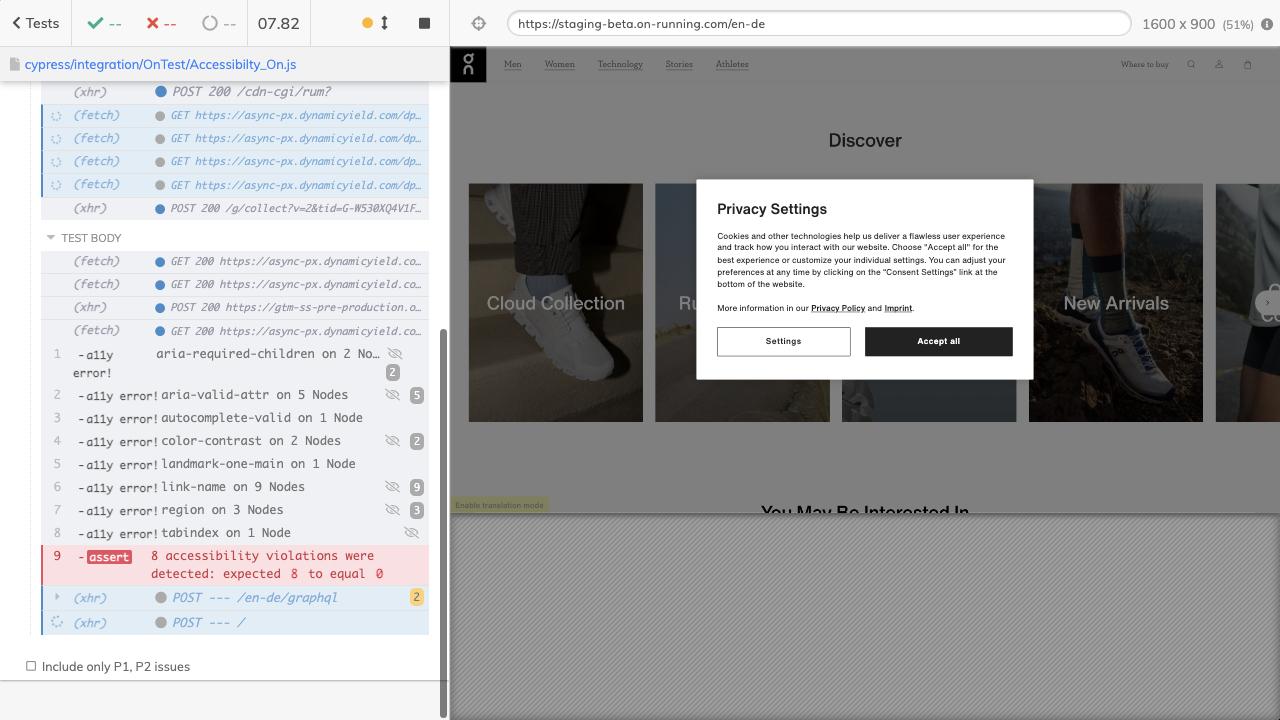 Tests
--
--
--
07.82
https://staging-beta.on-running.com/en-de
1600 x 900 (51%)
cypress/integration/OnTest/Accessibilty_On.js
(xhr) POST 200 /cdn-cgi/rum?
(fetch) GET https://async-px.dynamicyield.com/dp…
(fetch) GET https://async-px.dynamicyield.com/dp…
(fetch) GET https://async-px.dynamicyield.com/dp…
(fetch) GET https://async-px.dynamicyield.com/dp…
(xhr) POST 200 /g/collect?v=2&tid=G-W530XQ4V1F…
TEST BODY
(fetch) GET 200 https://async-px.dynamicyield.co…
(fetch) GET 200 https://async-px.dynamicyield.co…
(xhr) POST 200 https://gtm-ss-pre-production.o…
(fetch) GET 200 https://async-px.dynamicyield.co…
1 -a11y error! aria-required-children on 2 No… 2
2 -a11y error! aria-valid-attr on 5 Nodes 5
3 -a11y error! autocomplete-valid on 1 Node
4 -a11y error! color-contrast on 2 Nodes 2
5 -a11y error! landmark-one-main on 1 Node
6 -a11y error! link-name on 9 Nodes 9
7 -a11y error! region on 3 Nodes 3
8 -a11y error! tabindex on 1 Node
9 -assert 8 accessibility violations were
detected: expected 8 to equal 0
(xhr) POST --- /en-de/graphql 2
(xhr) POST --- /
Include only P1, P2 issues
Men Women Technology Stories Athletes Where to buy
Discover
Cloud Collection
Ru
New Arrivals
Privacy Settings
Cookies and other technologies help us deliver a flawless user experience
and track how you interact with our website. Choose "Accept all" for the
best experience or customize your individual settings. You can adjust your
preferences at any time by clicking on the "Consent Settings" link at the
bottom of the website.
More information in our Privacy Policy and Imprint.
Settings
Accept all
Enable translation mode
You May Be Interested In